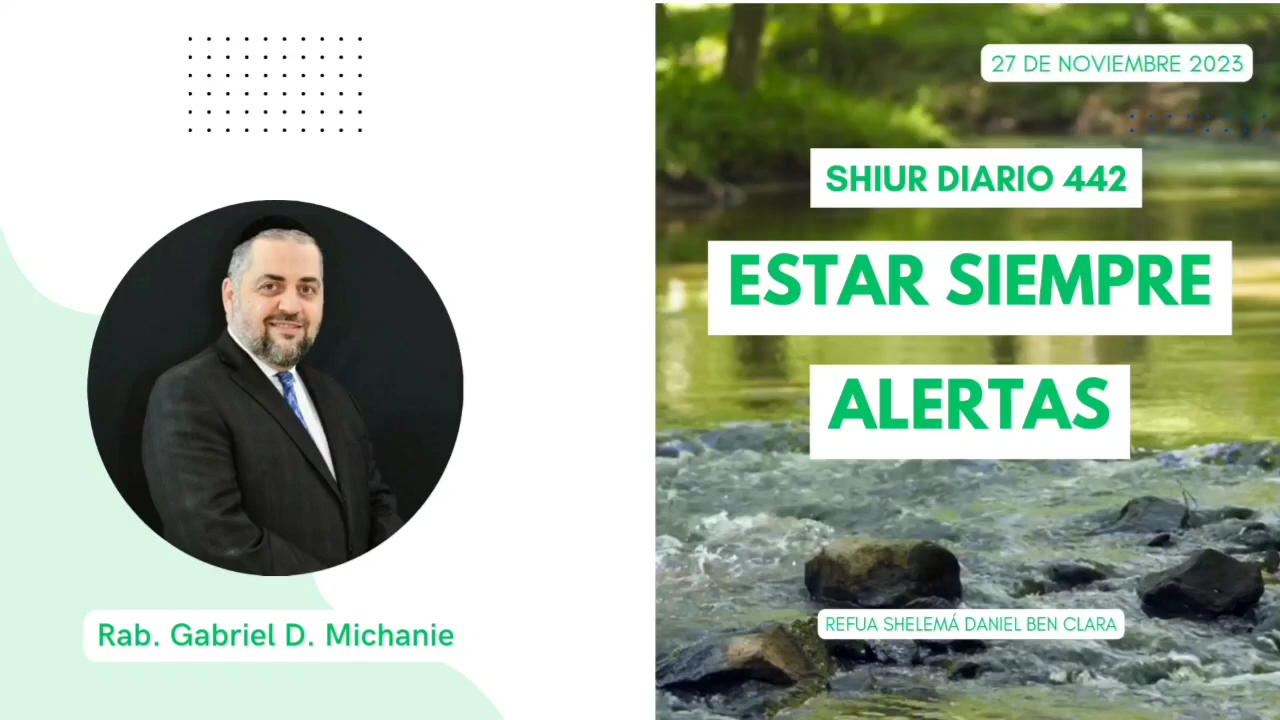 27 DE NOVIEMBRE 2023
SHIUR DIARIO 442
ESTAR SIEMPRE
ALERTAS
REFUA SHELEMÁ DANIEL BEN CLARA
Rab. Gabriel D. Michanie